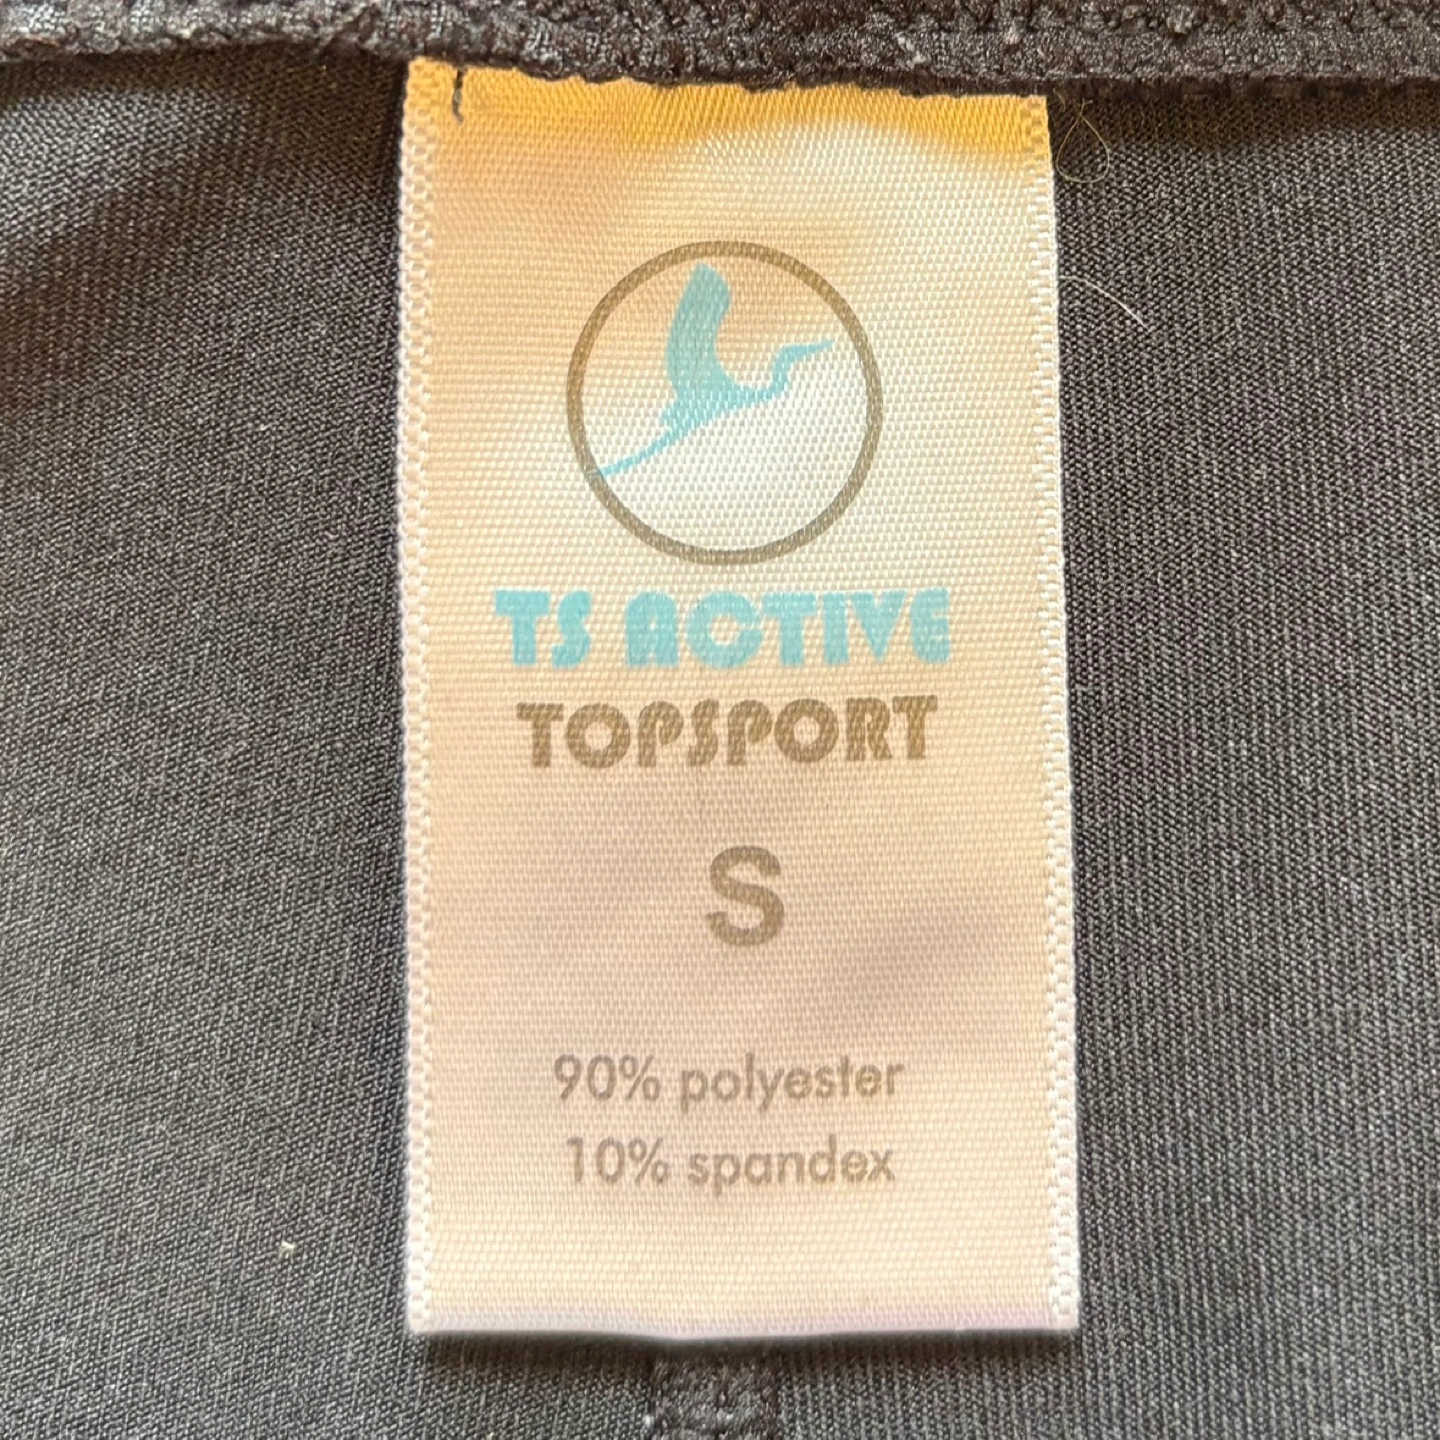 TS ACTIVE
TOPSPORT
S
90% polyester
10% spandex